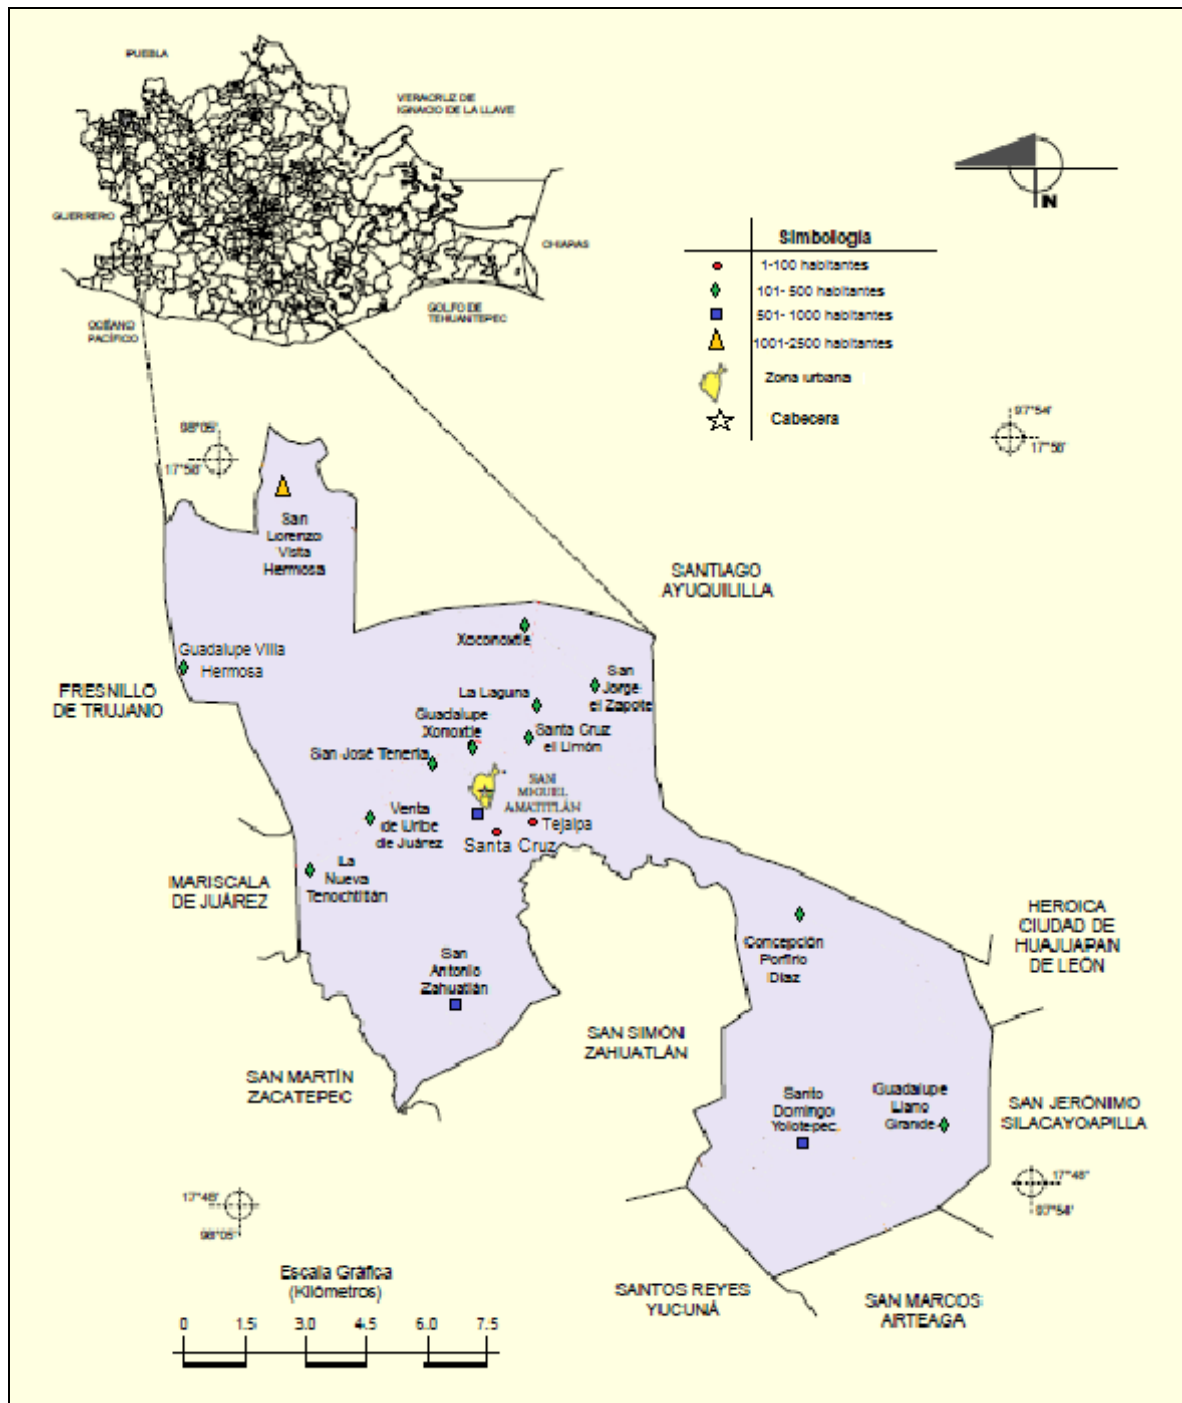 PUEBLA
VERACRUZ DE
IGNACIO DE LA LLAVE
GUERRERO
CHIAPAS
GOLFO DE
TEHUANTEPEC
OCÉANO
PACÍFICO
N
Simbología
1-100 habitantes
101- 500 habitantes
501- 1000 habitantes
1001-2500 habitantes
Zona urbana
Cabecera
98°05'
17°56'
97°54'
17°56'
San
Lorenzo
Vista
Hermosa
SANTIAGO
AYUQUILILLA
Xoconoxtle
Guadalupe Villa
Hermosa
San
Jorge
el Zapote
FRESNILLO
DE TRUJANO
La Laguna
Guadalupe
Xonoxtle
Santa Cruz
el Limón
San José Tenería
SAN
MIGUEL
AMATITLÁN
Venta
de Uribe
de Juárez
Tejalpa
Santa Cruz
La
Nueva
Tenochtitlán
MARISCALA
DE JUÁREZ
HEROICA
CIUDAD DE
HUAJUAPAN
DE LEÓN
Concepción
Porfirio
Díaz
San
Antonio
Zahuatlán
SAN SIMÓN
ZAHUATLÁN
SAN MARTÍN
ZACATEPEC
Santo
Domingo
Yolotepec
Guadalupe
Llano
Grande
SAN JERÓNIMO
SILACAYOAPILLA
17°48'
98°05'
17°48'
97°54'
Escala Gráfica
(Kilómetros)
0 1.5 3.0 4.5 6.0 7.5
SANTOS REYES
YUCUNÁ
SAN MARCOS
ARTEAGA